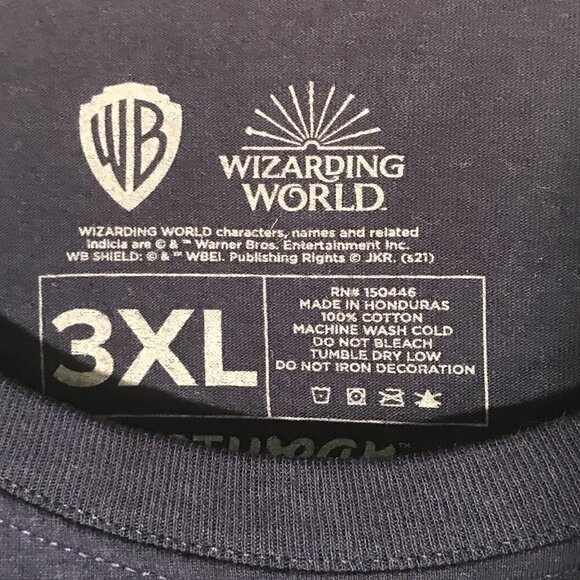 WB
WIZARDING
WORLD
WIZARDING WORLD characters, names and related
indicia are © & ™ Warner Bros. Entertainment Inc.
WB SHIELD: © & ™ WBEI. Publishing Rights © JKR. (s21)
3XL
RN# 150446
MADE IN HONDURAS
100% COTTON
MACHINE WASH COLD
DO NOT BLEACH
TUMBLE DRY LOW
DO NOT IRON DECORATION